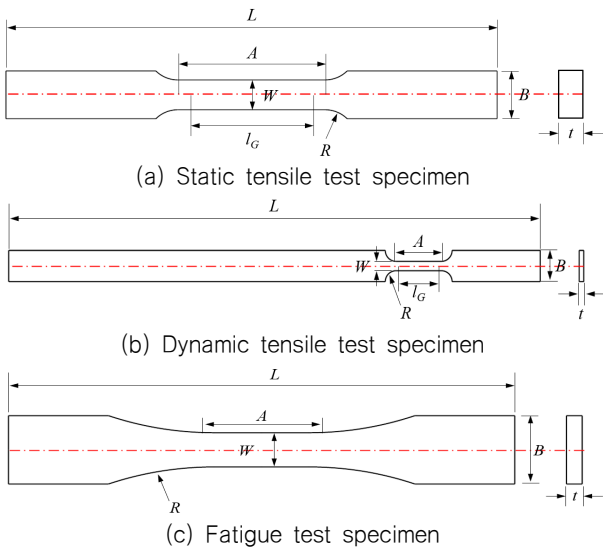 L
A
W
B
l_G
R
t
(a) Static tensile test specimen
L
A
W
B
l_G
R
t
(b) Dynamic tensile test specimen
L
A
W
B
R
t
(c) Fatigue test specimen